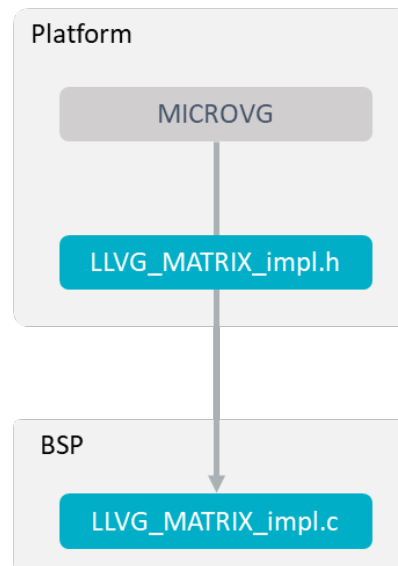 Platform
MICROVG
LLVG_MATRIX_impl.h
BSP
LLVG_MATRIX_impl.c